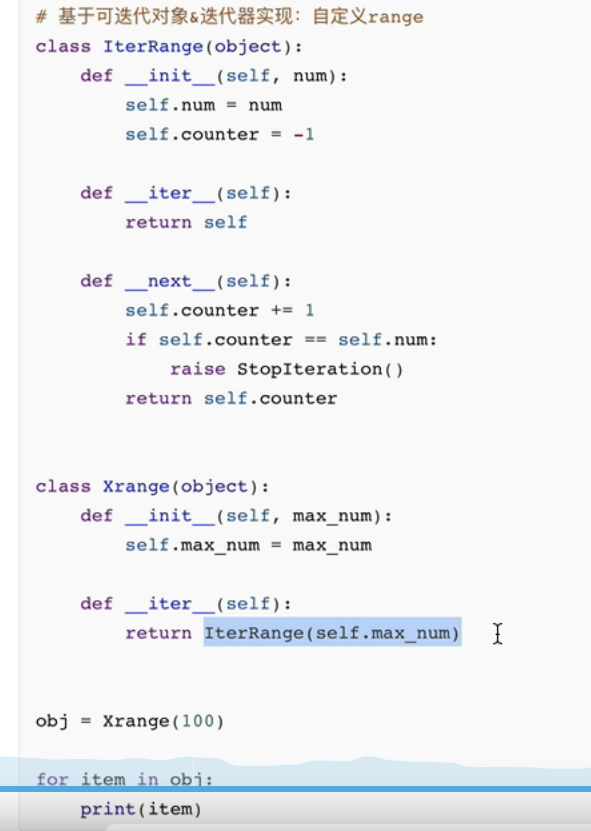 # 基于可迭代对象&迭代器实现：自定义range
class IterRange(object):
    def __init__(self, num):
        self.num = num
        self.counter = -1
    def __iter__(self):
        return self
    def __next__(self):
        self.counter += 1
        if self.counter == self.num:
            raise StopIteration()
        return self.counter
class Xrange(object):
    def __init__(self, max_num):
        self.max_num = max_num
    def __iter__(self):
        return IterRange(self.max_num)
obj = Xrange(100)
for item in obj:
    print(item)